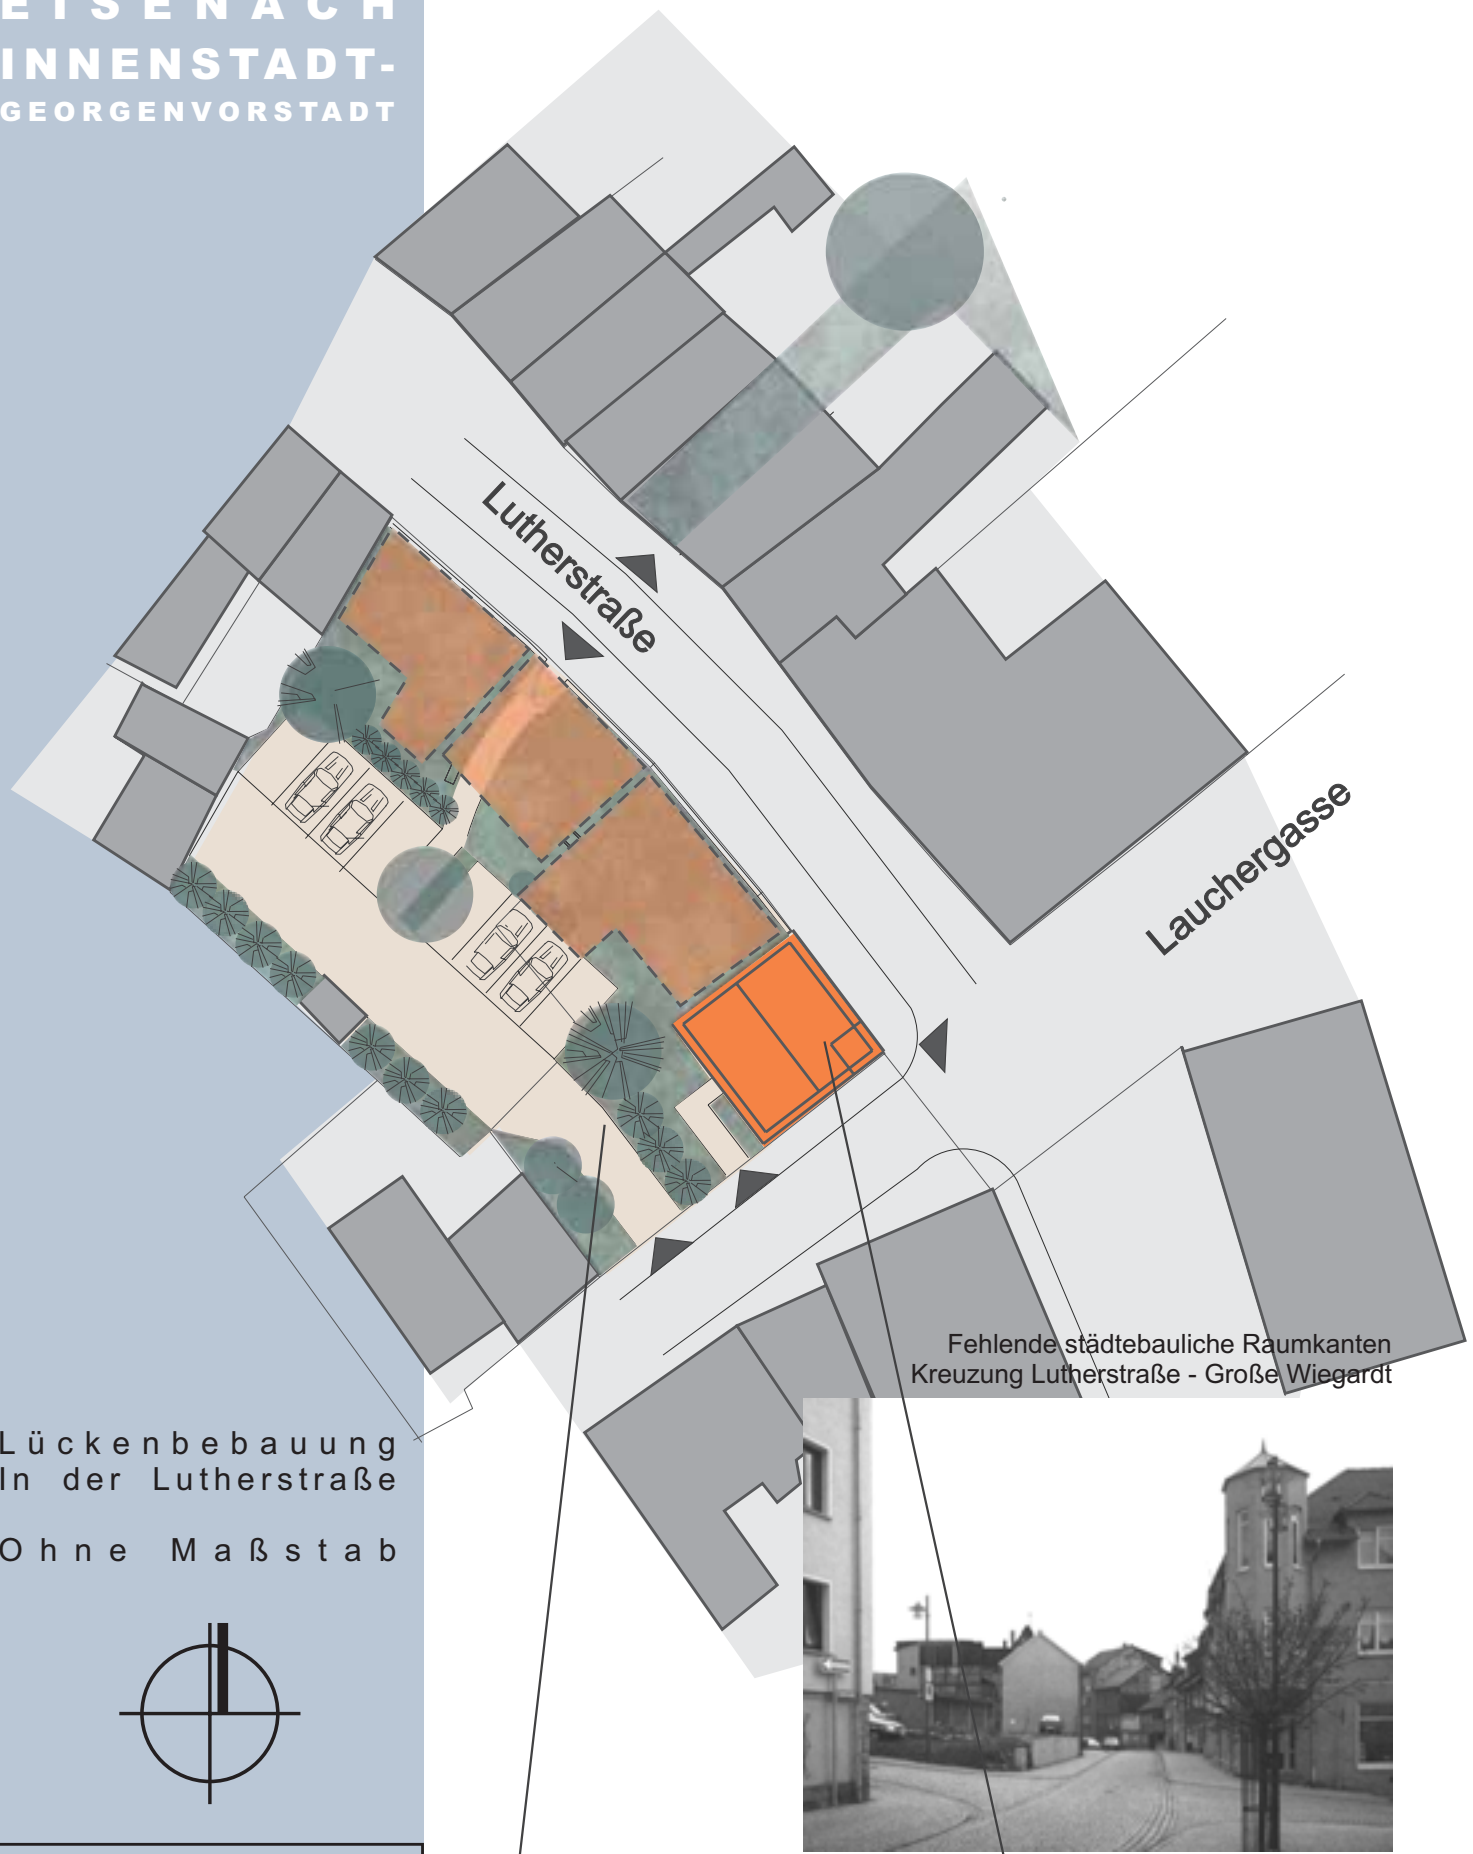 EISENACH
INNENSTADT-
GEORGENVORSTADT
Lutherstraße
Lauchergasse
Fehlende städtebauliche Raumkanten
Kreuzung Lutherstraße - Große Wiegardt
Lückenbebauung
In der Lutherstraße
Ohne Maßstab